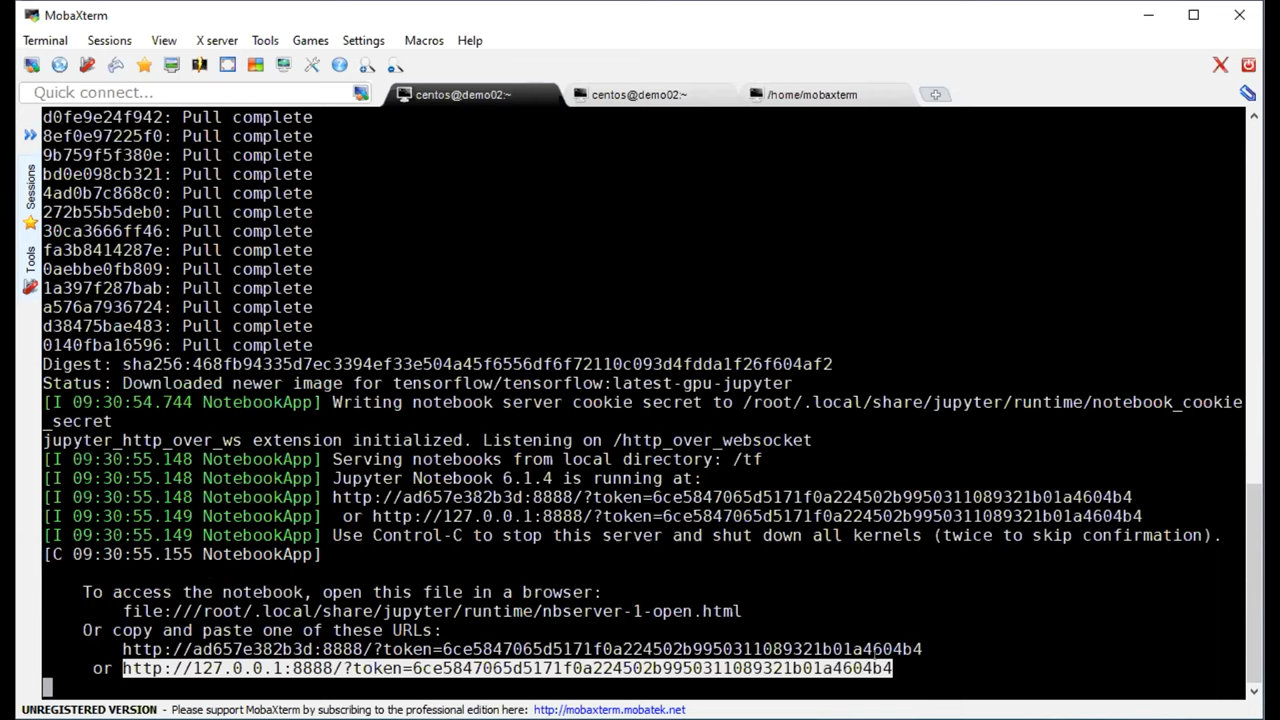 MobaXterm
Terminal Sessions View X server Tools Games Settings Macros Help
Quick connect...
centos@demo02:~ centos@demo02:~ /home/mobaxterm
Sessions
Tools
d0fe9e24f942: Pull complete
8ef0e97225f0: Pull complete
9b759f5f380e: Pull complete
bd0e098cb321: Pull complete
4ad0b7c868c0: Pull complete
272b55b5deb0: Pull complete
30ca3666ff46: Pull complete
fa3b8414287e: Pull complete
0aebbe0fb809: Pull complete
1a397f287bab: Pull complete
a576a7936724: Pull complete
d38475bae483: Pull complete
0140fba16596: Pull complete
Digest: sha256:468fb94335d7ec3394ef33e504a45f6556df6f72110c093d4fdda1f26f604af2
Status: Downloaded newer image for tensorflow/tensorflow:latest-gpu-jupyter
[I 09:30:54.744 NotebookApp] Writing notebook server cookie secret to /root/.local/share/jupyter/runtime/notebook_cookie
_secret
jupyter_http_over_ws extension initialized. Listening on /http_over_websocket
[I 09:30:55.148 NotebookApp] Serving notebooks from local directory: /tf
[I 09:30:55.148 NotebookApp] Jupyter Notebook 6.1.4 is running at:
[I 09:30:55.148 NotebookApp] http://ad657e382b3d:8888/?token=6ce5847065d5171f0a224502b9950311089321b01a4604b4
[I 09:30:55.149 NotebookApp]  or http://127.0.0.1:8888/?token=6ce5847065d5171f0a224502b9950311089321b01a4604b4
[I 09:30:55.149 NotebookApp] Use Control-C to stop this server and shut down all kernels (twice to skip confirmation).
[C 09:30:55.155 NotebookApp]
To access the notebook, open this file in a browser:
file:///root/.local/share/jupyter/runtime/nbserver-1-open.html
Or copy and paste one of these URLs:
http://ad657e382b3d:8888/?token=6ce5847065d5171f0a224502b9950311089321b01a4604b4
or http://127.0.0.1:8888/?token=6ce5847065d5171f0a224502b9950311089321b01a4604b4
UNREGISTERED VERSION - Please support MobaXterm by subscribing to the professional edition here: http://mobaxterm.mobatek.net